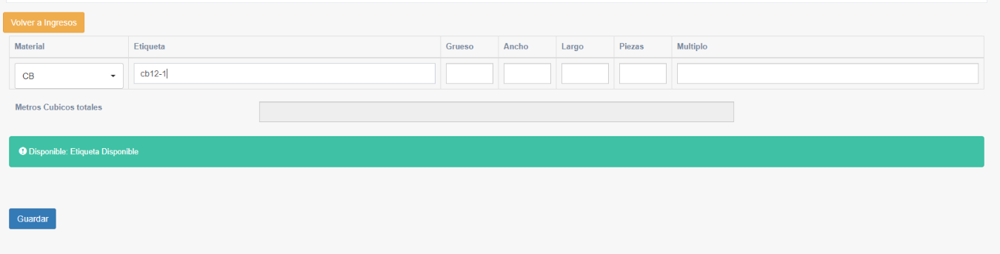 Volver a Ingresos
Material Etiqueta Grueso Ancho Largo Piezas Multiplo
CB cb12-1
Metros Cubicos totales
Disponible: Etiqueta Disponible
Guardar